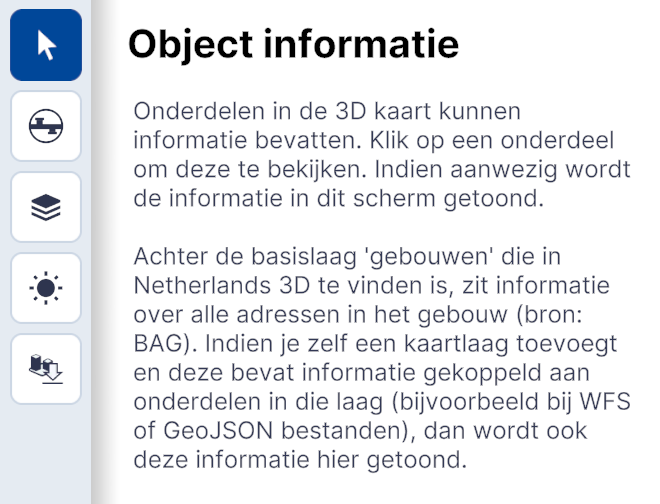 Object informatie
Onderdelen in de 3D kaart kunnen
informatie bevatten. Klik op een onderdeel
om deze te bekijken. Indien aanwezig wordt
de informatie in dit scherm getoond.
Achter de basislaag 'gebouwen' die in
Netherlands 3D te vinden is, zit informatie
over alle adressen in het gebouw (bron:
BAG). Indien je zelf een kaartlaag toevoegt
en deze bevat informatie gekoppeld aan
onderdelen in die laag (bijvoorbeeld bij WFS
of GeoJSON bestanden), dan wordt ook
deze informatie hier getoond.